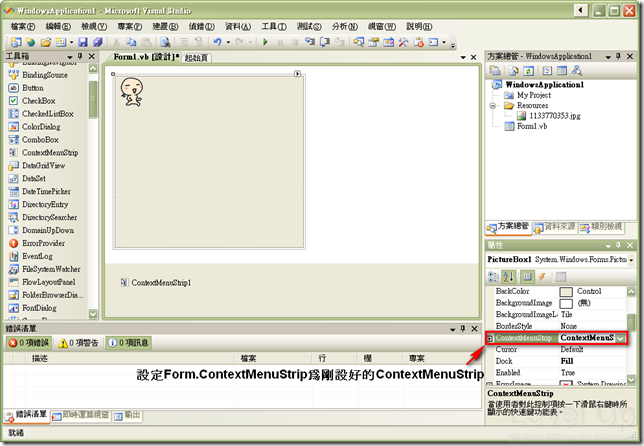 WindowsApplication1 - Microsoft Visual Studio
檔案(F) 編輯(E) 檢視(V) 專案(P) 建置(B) 偵錯(D) 資料(A) 工具(T) 測試(S) 分析(N) 視窗(W) 說明(H)
工具箱
BindingSource
Button
CheckBox
CheckedListBox
ColorDialog
ComboBox
ContextMenuStrip
DataGridView
DataSet
DateTimePicker
DirectoryEntry
DirectorySearcher
DomainUpDown
ErrorProvider
EventLog
FileSystemWatcher
FlowLayoutPanel
FolderBrowserDia...
FontDialog
Form1.vb [設計]* 起始頁
ContextMenuStrip1
方案總管 - WindowsApplication1
WindowsApplication1
My Project
Resources
1133770353.jpg
Form1.vb
方案總管 資料來源 類別檢視
屬性
PictureBox1 System.Windows.Forms.Pictu
BackColor Control
BackgroundImage (無)
BackgroundImageL Tile
BorderStyle None
ContextMenuStrip ContextMenuS
Cursor Default
Dock Fill
Enabled True
ErrorImage System.Drawing
ContextMenuStrip
當使用者對此控制項按一下滑鼠右鍵時所
顯示的快速鍵功能表。
錯誤清單
0 項錯誤 0 項警告 0 項訊息
描述 檔案 行 欄 專案
設定Form.ContextMenuStrip為剛設好的ContextMenuStrip
錯誤清單 即時運算視窗 輸出
就緒